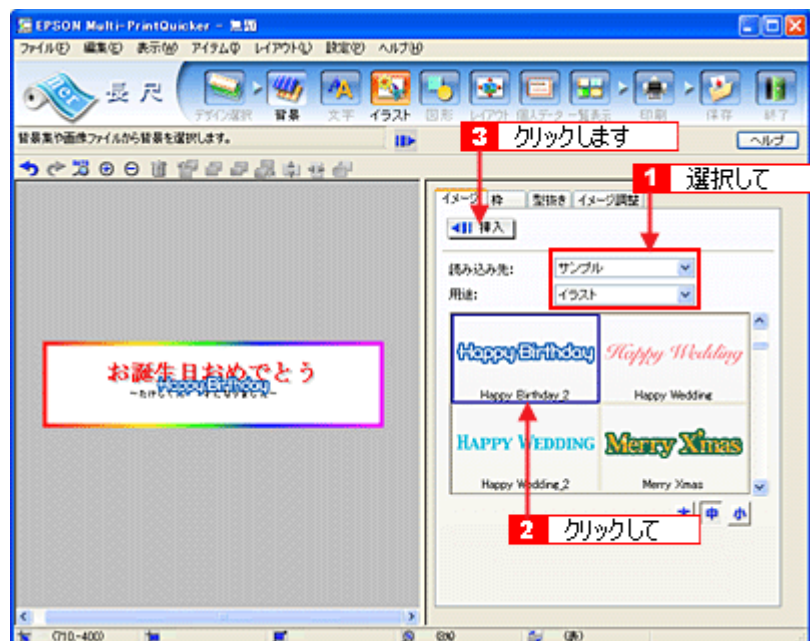 EPSON Multi-PrintQuicker - 無題
ファイル(F) 編集(E) 表示(W) アイテム(I) レイアウト(L) 設定(P) ヘルプ(H)
長尺
デザイン選択 背景 文字 イラスト 図形 レイアウト 個人データ 一覧表示 印刷 保存 終了
背景集や画像ファイルから背景を選択します。
3 クリックします
ヘルプ
1 選択して
イメージ 枠 型抜き イメージ調整
挿入
読み込み先: サンプル
用途: イラスト
お誕生日おめでとう
Happy Birthday
Happy Birthday
Happy Wedding
Happy Birthday_2
Happy Wedding
HAPPY WEDDING
Merry X'mas
Happy Wedding_2
Merry Xmas
大 中 小
2 クリックして
(710,-400)
(表)